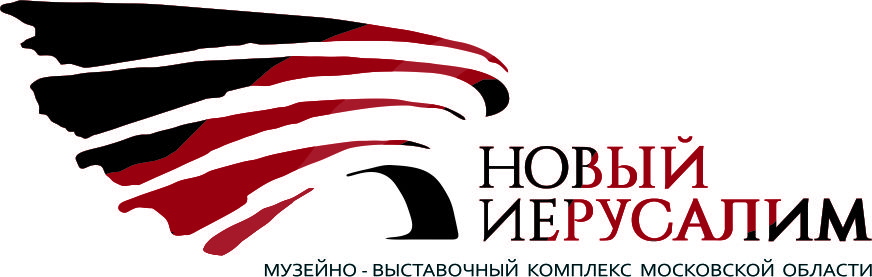 НОВЫЙ
ИЕРУСАЛИМ
МУЗЕЙНО - ВЫСТАВОЧНЫЙ КОМПЛЕКС МОСКОВСКОЙ ОБЛАСТИ